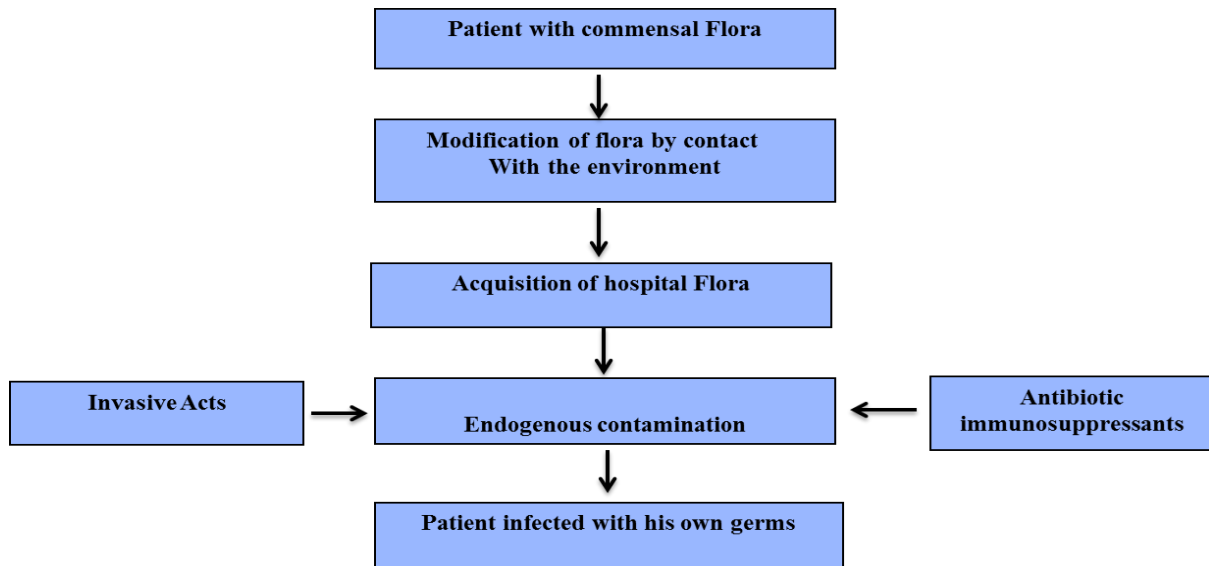 Patient with commensal Flora
Modification of flora by contact
With the environment
Acquisition of hospital Flora
Invasive Acts
Endogenous contamination
Antibiotic
immunosuppressants
Patient infected with his own germs